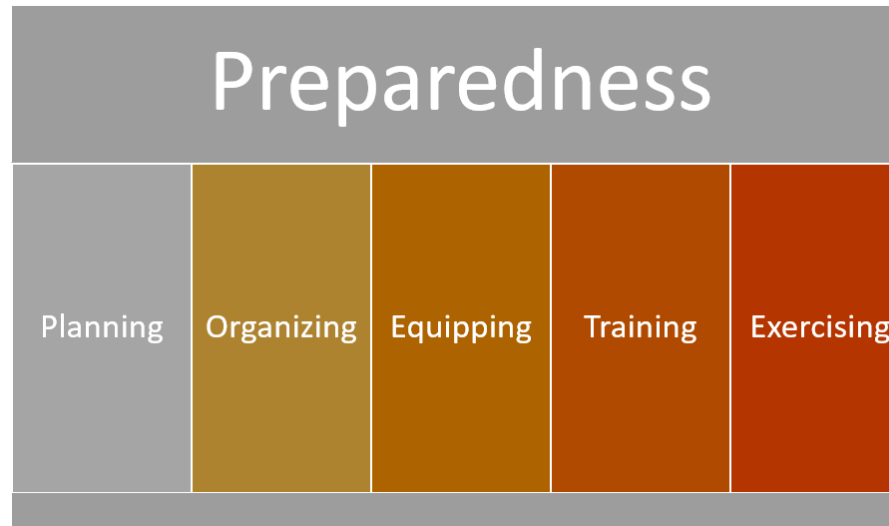 Preparedness
Planning
Organizing
Equipping
Training
Exercising